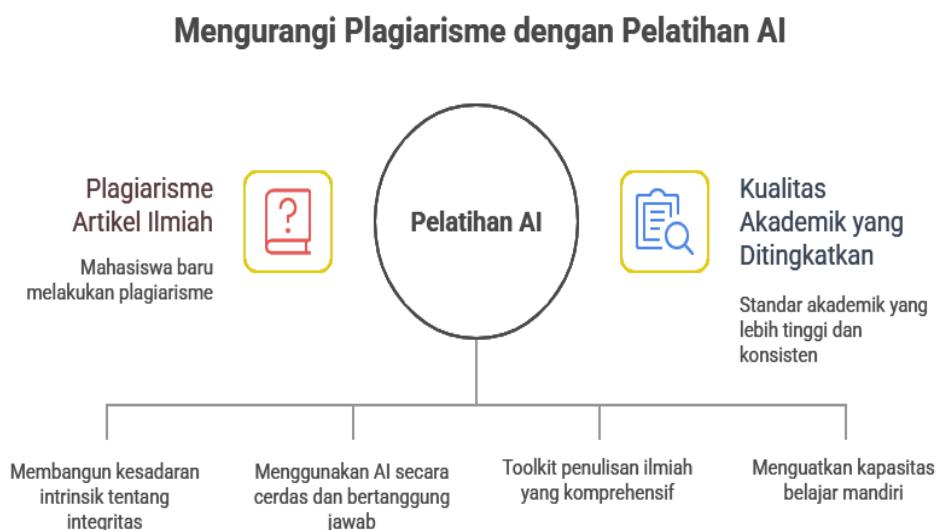 Mengurangi Plagiarisme dengan Pelatihan AI
Plagiarisme
Artikel Ilmiah
Mahasiswa baru
melakukan plagiarisme
?
Pelatihan AI
Kualitas
Akademik yang
Ditingkatkan
Standar akademik yang
lebih tinggi dan
konsisten
Membangun kesadaran
intrinsik tentang
integritas
Menggunakan AI secara
cerdas dan bertanggung
jawab
Toolkit penulisan ilmiah
yang komprehensif
Menguatkan kapasitas
belajar mandiri